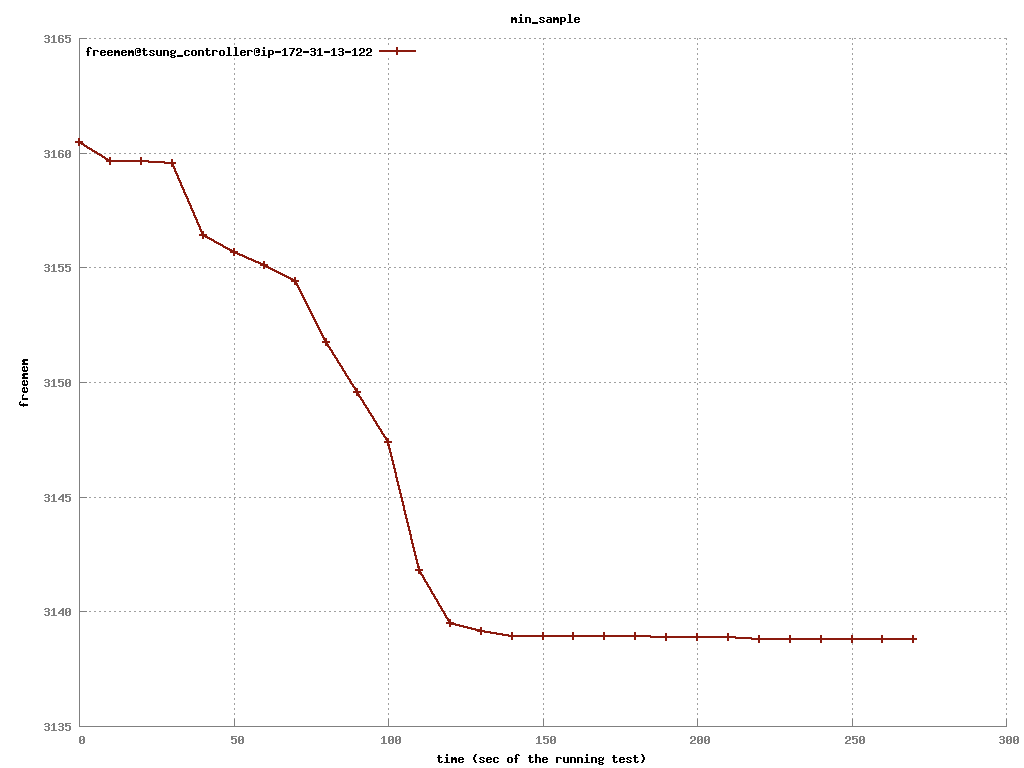 min_sample
3165
freemem@tsung_controller@ip-172-31-13-122
3160
3155
3150
freemem
3145
3140
3135
0 50 100 150 200 250 300
time (sec of the running test)